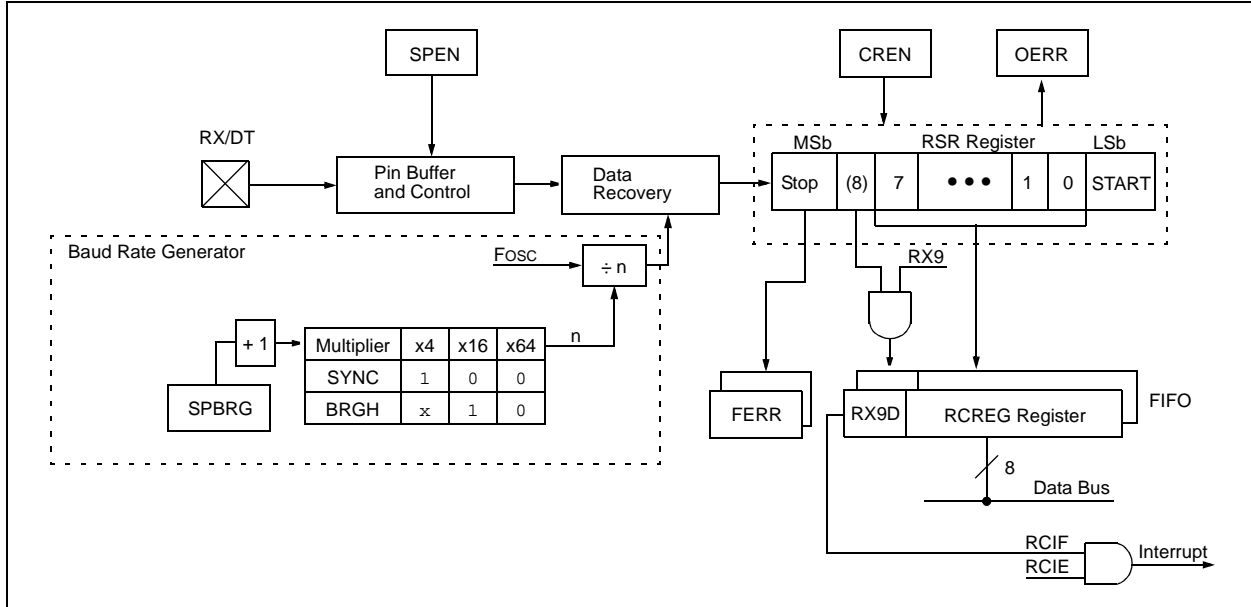 SPEN
CREN
OERR
RX/DT
MSb
RSR Register
LSb
Pin Buffer
and Control
Data
Recovery
Stop
(8)
7
•••
1
0
START
Baud Rate Generator
FOSC
÷ n
RX9
+ 1
Multiplier x4 x16 x64
n
SYNC 1 0 0
BRGH x 1 0
SPBRG
FERR
RX9D
RCREG Register
FIFO
8
Data Bus
RCIF
RCIE
Interrupt